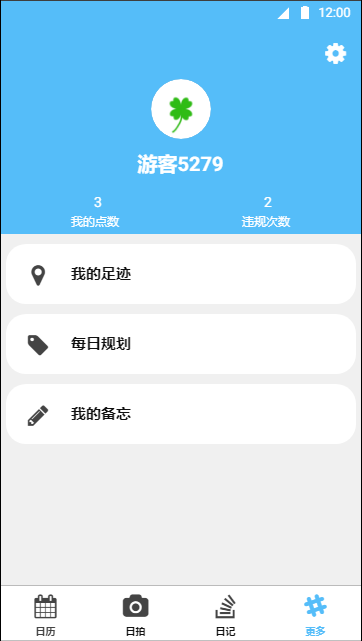 12:00
游客5279
3
2
我的点数
违规次数
我的足迹
每日规划
我的备忘
日历
日拍
日记
更多